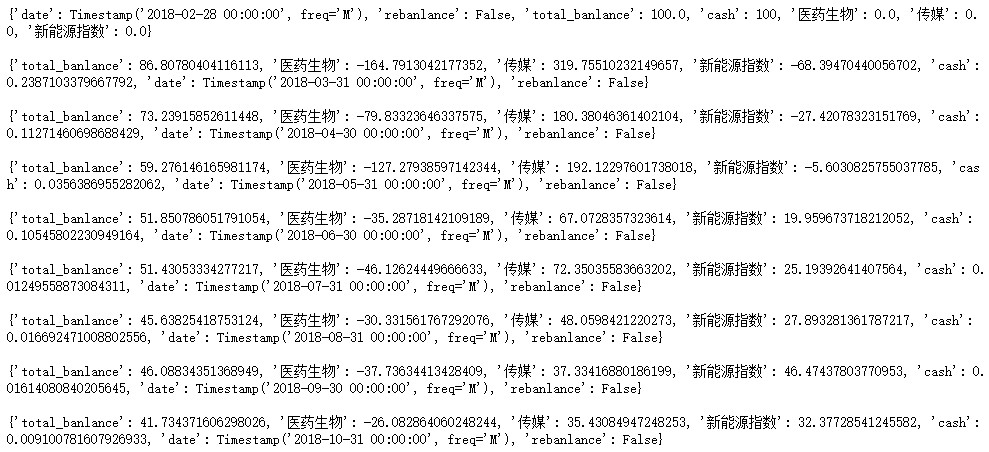 {'date': Timestamp('2018-02-28 00:00:00', freq='M'), 'rebanlance': False, 'total_banlance': 100.0, 'cash': 100, '医药生物': 0.0, '传媒': 0.
0, '新能源指数': 0.0}
{'total_banlance': 86.80780404116113, '医药生物': -164.7913042177352, '传媒': 319.75510232149657, '新能源指数': -68.39470440056702, 'cash':
0.2387103379667792, 'date': Timestamp('2018-03-31 00:00:00', freq='M'), 'rebanlance': False}
{'total_banlance': 73.23915852611448, '医药生物': -79.83323646337575, '传媒': 180.38046361402104, '新能源指数': -27.42078323151769, 'cash':
0.11271460698688429, 'date': Timestamp('2018-04-30 00:00:00', freq='M'), 'rebanlance': False}
{'total_banlance': 59.276146165981174, '医药生物': -127.27938597142344, '传媒': 192.12297601738018, '新能源指数': -5.6030825755037785, 'cas
h': 0.0356386955282062, 'date': Timestamp('2018-05-31 00:00:00', freq='M'), 'rebanlance': False}
{'total_banlance': 51.850786051791054, '医药生物': -35.28718142109189, '传媒': 67.0728357323614, '新能源指数': 19.959673718212052, 'cash':
0.10545802230949164, 'date': Timestamp('2018-06-30 00:00:00', freq='M'), 'rebanlance': False}
{'total_banlance': 51.43053334277217, '医药生物': -46.12624449666633, '传媒': 72.35035583663202, '新能源指数': 25.19392641407564, 'cash': 0.
01249558873084311, 'date': Timestamp('2018-07-31 00:00:00', freq='M'), 'rebanlance': False}
{'total_banlance': 45.63825418753124, '医药生物': -30.331561767292076, '传媒': 48.0598421220273, '新能源指数': 27.893281361787217, 'cash':
0.016692471008802556, 'date': Timestamp('2018-08-31 00:00:00', freq='M'), 'rebanlance': False}
{'total_banlance': 46.08834351368949, '医药生物': -37.73634413428409, '传媒': 37.33416880186199, '新能源指数': 46.47437803770953, 'cash': 0.
01614080840205645, 'date': Timestamp('2018-09-30 00:00:00', freq='M'), 'rebanlance': False}
{'total_banlance': 41.734371606298026, '医药生物': -26.082864060248244, '传媒': 35.43084947248253, '新能源指数': 32.37728541245582, 'cash':
0.009100781607926933, 'date': Timestamp('2018-10-31 00:00:00', freq='M'), 'rebanlance': False}